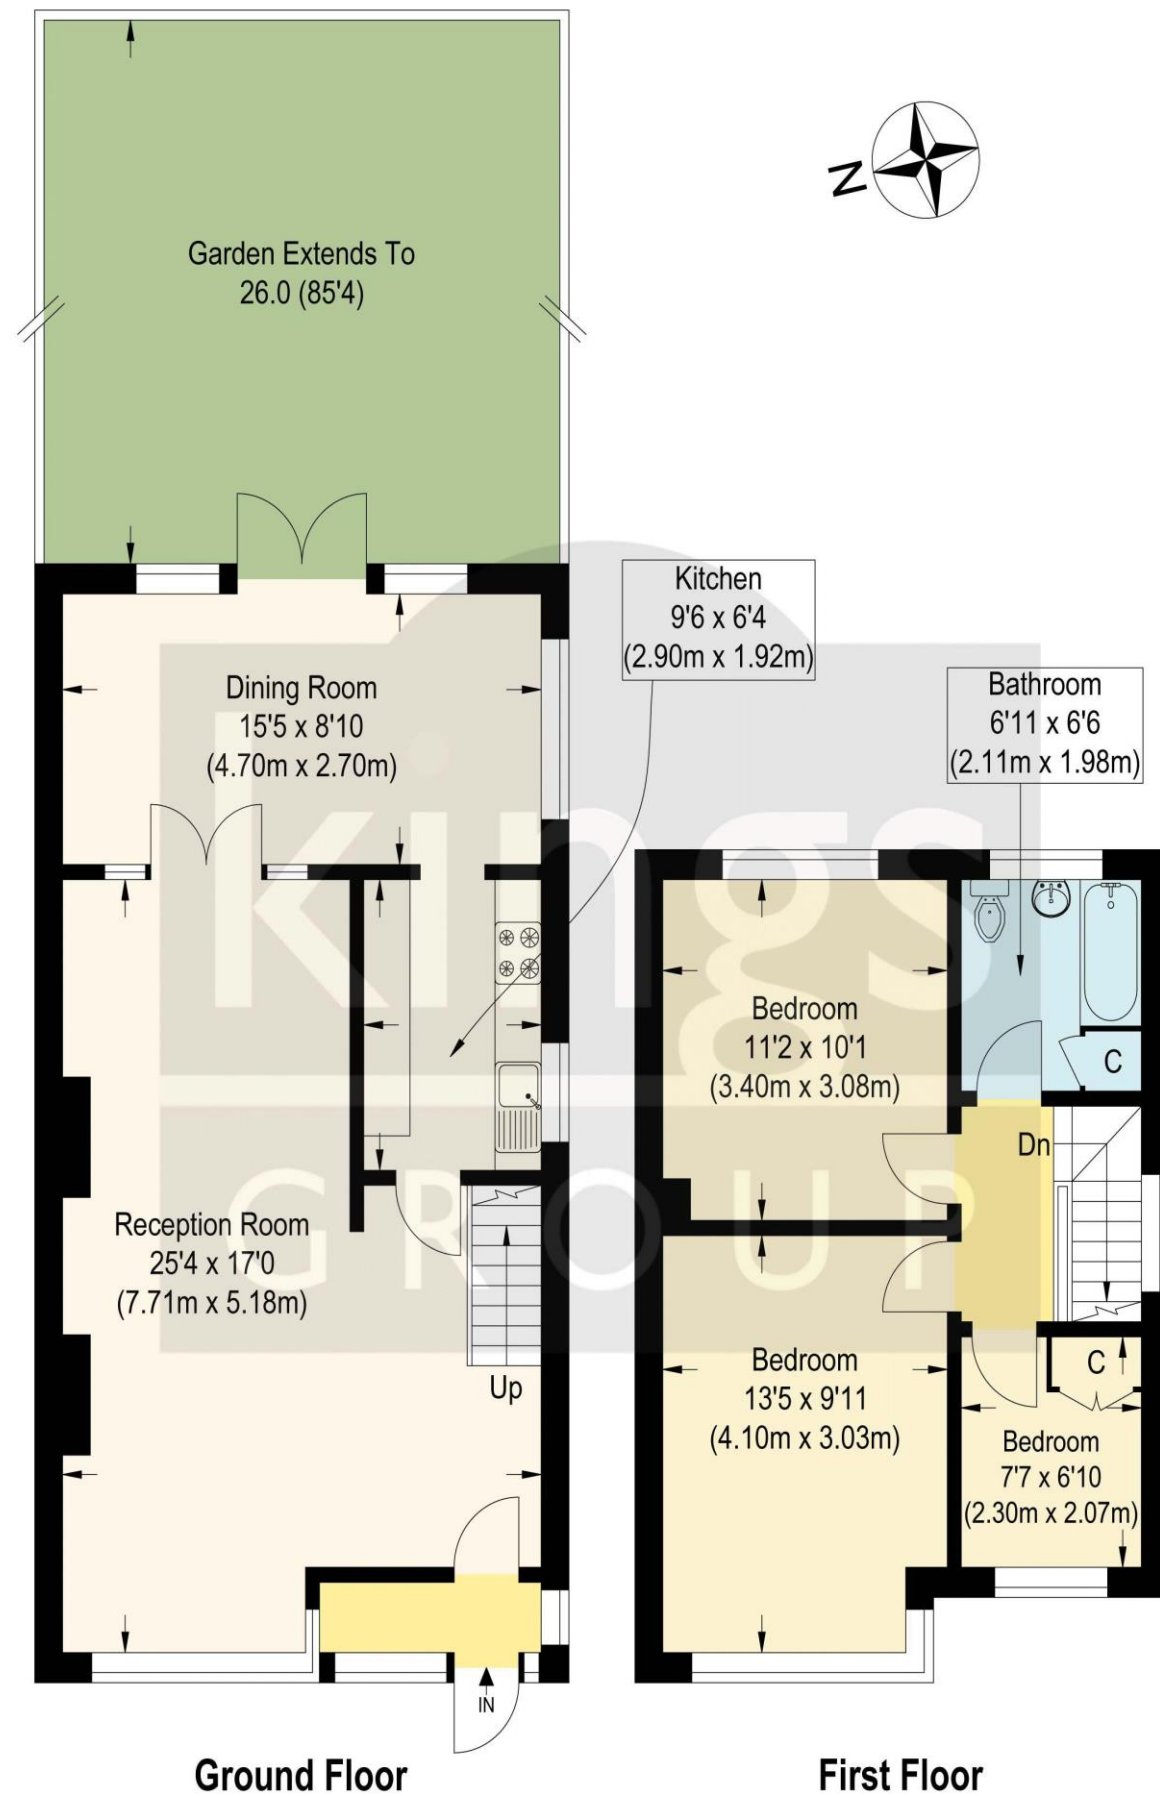 N
Garden Extends To
26.0 (85'4)
Kitchen
9'6 x 6'4
(2.90m x 1.92m)
Dining Room
15'5 x 8'10
(4.70m x 2.70m)
Bathroom
6'11 x 6'6
(2.11m x 1.98m)
kings
GROUP
Bedroom
11'2 x 10'1
(3.40m x 3.08m)
C
Dn
Reception Room
25'4 x 17'0
(7.71m x 5.18m)
Up
Bedroom
13'5 x 9'11
(4.10m x 3.03m)
C
Bedroom
7'7 x 6'10
(2.30m x 2.07m)
IN
Ground Floor
First Floor